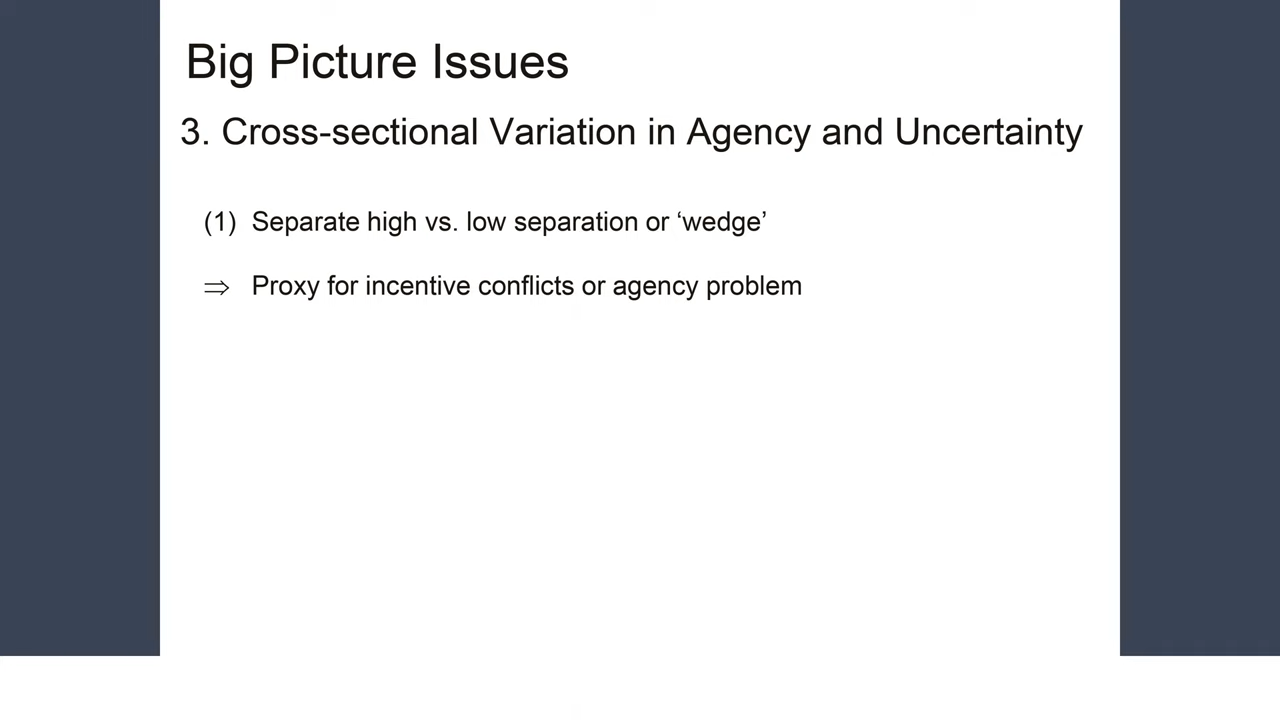 Big Picture Issues
3. Cross-sectional Variation in Agency and Uncertainty
(1) Separate high vs. low separation or ‘wedge’
⇒ Proxy for incentive conflicts or agency problem